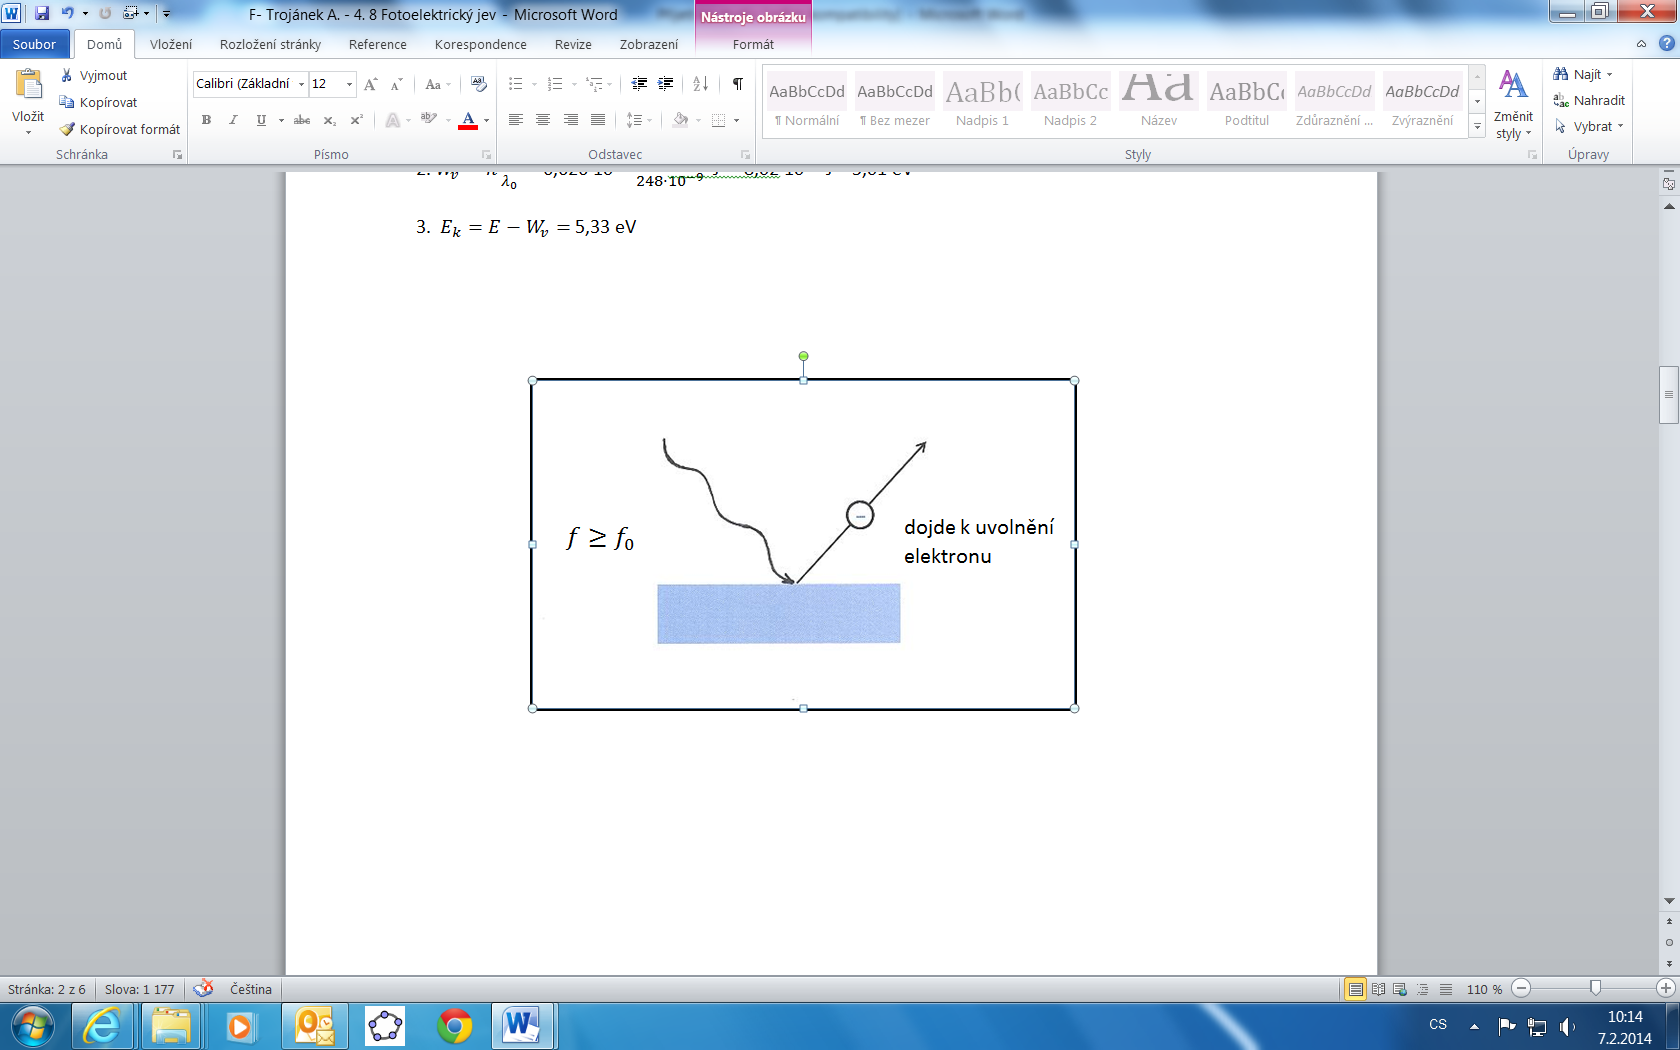 F- Trojánek A. - 4. 8 Fotoelektrický jev - Microsoft Word
Nástroje obrázku
Soubor Domů Vložení Rozložení stránky Reference Korespondence Revize Zobrazení Formát
Vložit
Vyjmout
Kopírovat
Kopírovat formát
Schránka
Calibri (Základní 12
Písmo
Odstavec
AaBbCcDd AaBbCcDd AaBb( AaBbCc Aa AaBbCc AaBbCcDd AaBbCcDd
¶ Normální ¶ Bez mezer Nadpis 1 Nadpis 2 Název Podtitul Zdůraznění ... Zvýraznění
Styly
Změnit
styly
Najít
Nahradit
Vybrat
Úpravy
λ₀ 248·10⁻⁹
3. Eₖ = E − Wᵥ = 5,33 eV
f ≥ f₀
dojde k uvolnění
elektronu
Stránka: 2 z 6 Slova: 1 177 Čeština 110 %
CS 10:14
7.2.2014